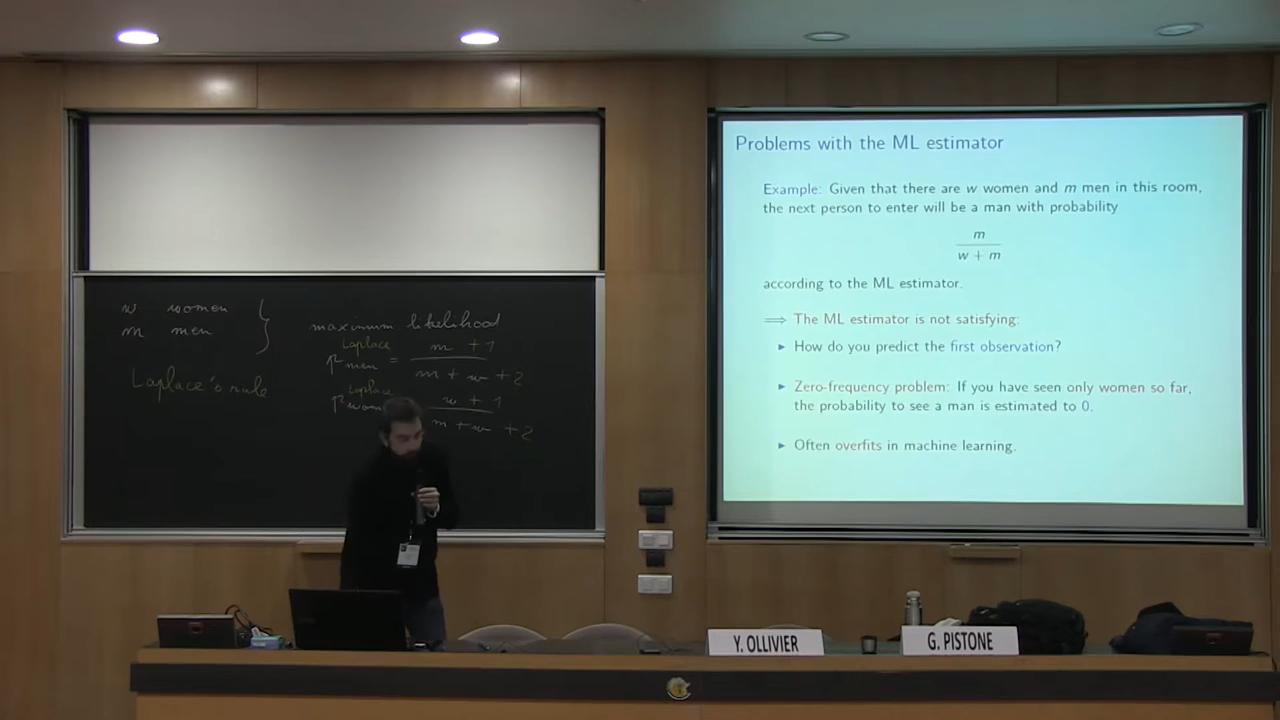 w women
m men
Laplace's rule
maximum likelihood
Laplace
p men = m + 1
m + w + 2
Laplace
p wom w + 1
m + w + 2
Problems with the ML estimator
Example: Given that there are w women and m men in this room,
the next person to enter will be a man with probability
m
w + m
according to the ML estimator.
⟹ The ML estimator is not satisfying:
▶ How do you predict the first observation?
▶ Zero-frequency problem: If you have seen only women so far,
the probability to see a man is estimated to 0.
▶ Often overfits in machine learning.
Y. OLLIVIER
G. PISTONE